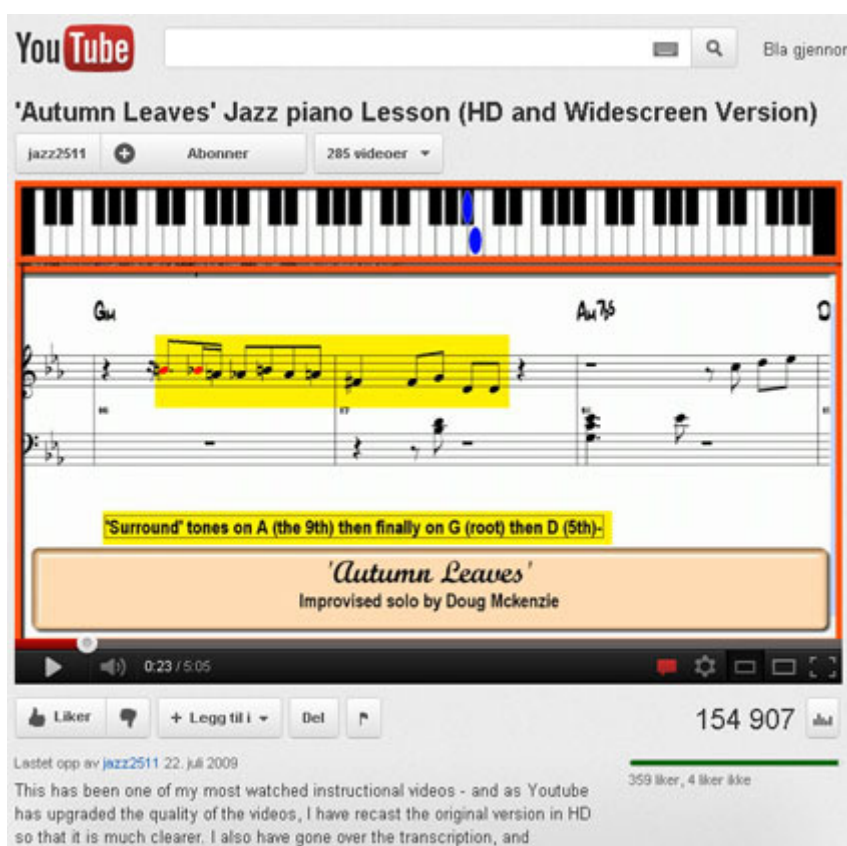 YouTube
Bla gjennor
'Autumn Leaves' Jazz piano Lesson (HD and Widescreen Version)
jazz2511 Abonner 285 videoer
Gm Am7b5 D
'Surround' tones on A (the 9th) then finally on G (root) then D (5th)-
'Autumn Leaves'
Improvised solo by Doug Mckenzie
0:23 / 5:05
Liker + Legg til i Del 154 907
Lastet opp av jazz2511 22. juli 2009
359 liker, 4 liker ikke
This has been one of my most watched instructional videos - and as Youtube
has upgraded the quality of the videos, I have recast the original version in HD
so that it is much clearer. I also have gone over the transcription, and